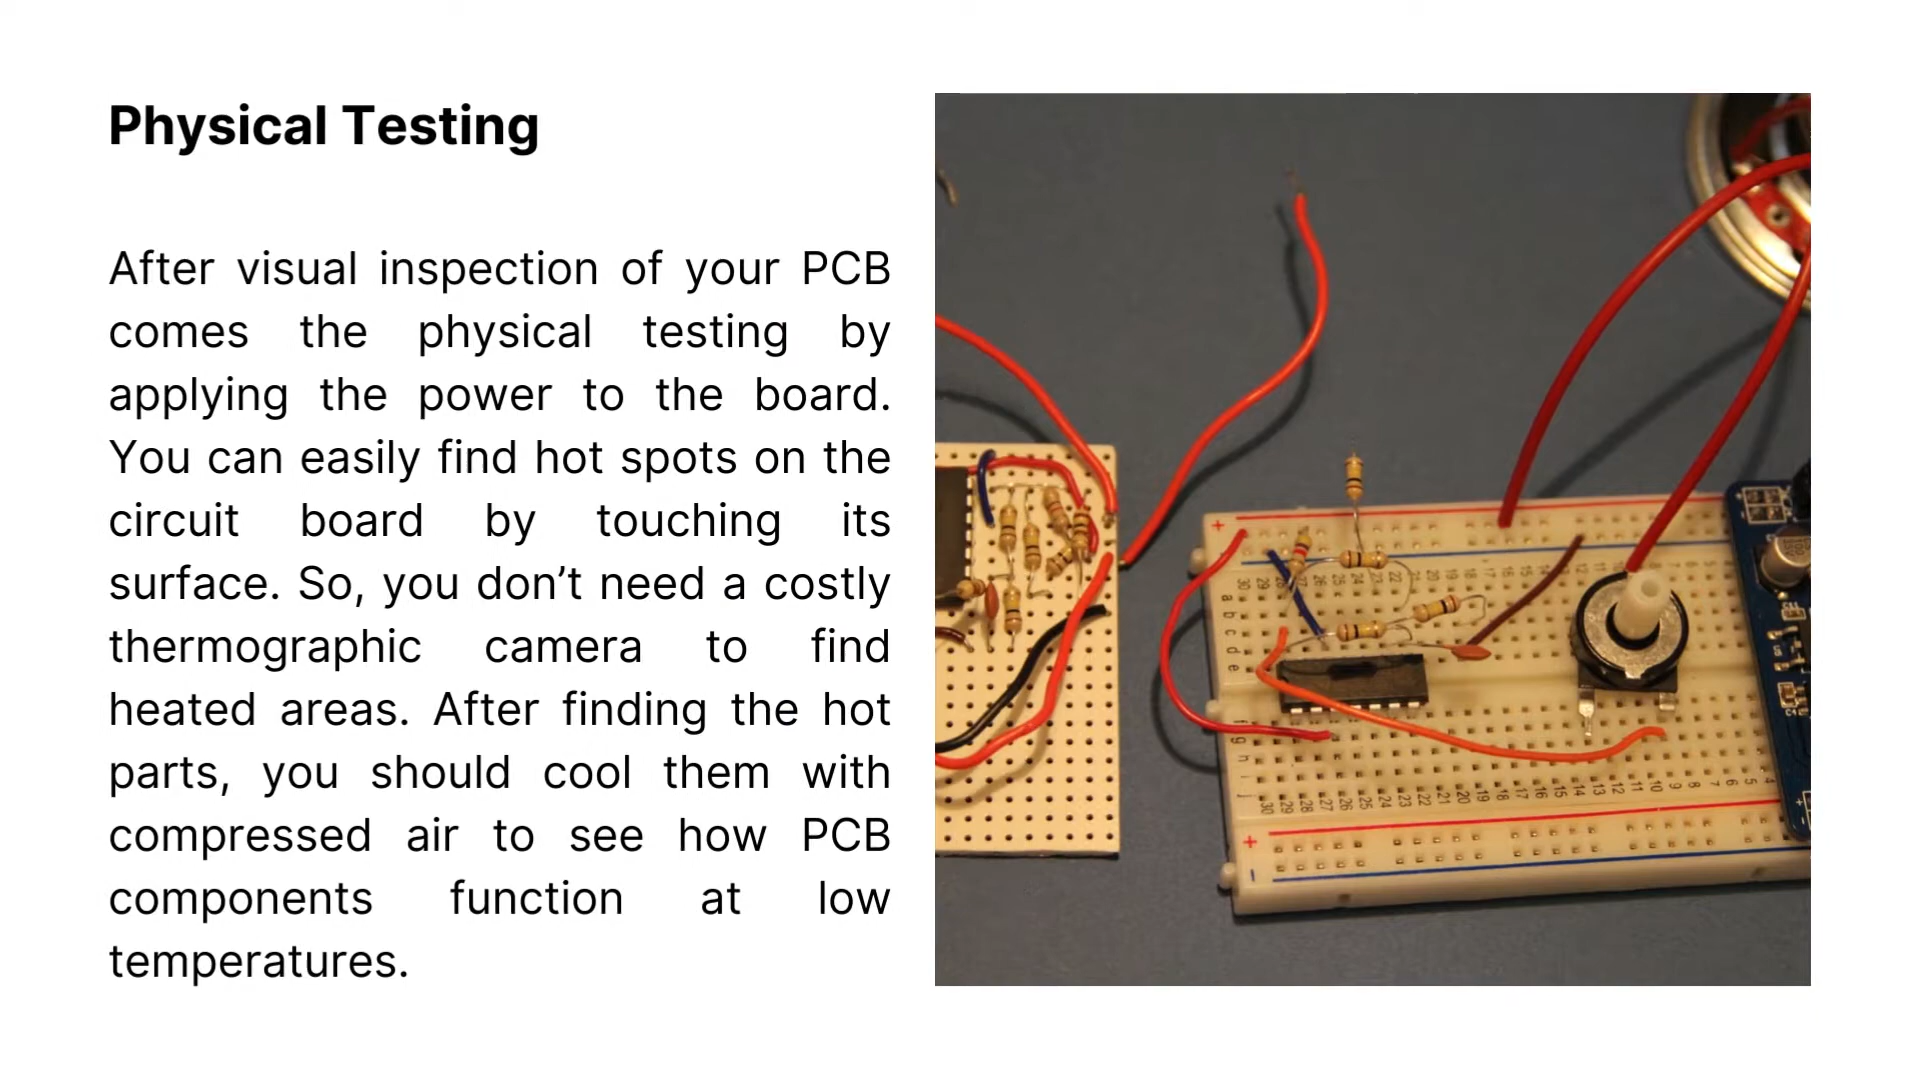 Physical Testing
After visual inspection of your PCB
comes the physical testing by
applying the power to the board.
You can easily find hot spots on the
circuit board by touching its
surface. So, you don’t need a costly
thermographic camera to find
heated areas. After finding the hot
parts, you should cool them with
compressed air to see how PCB
components function at low
temperatures.